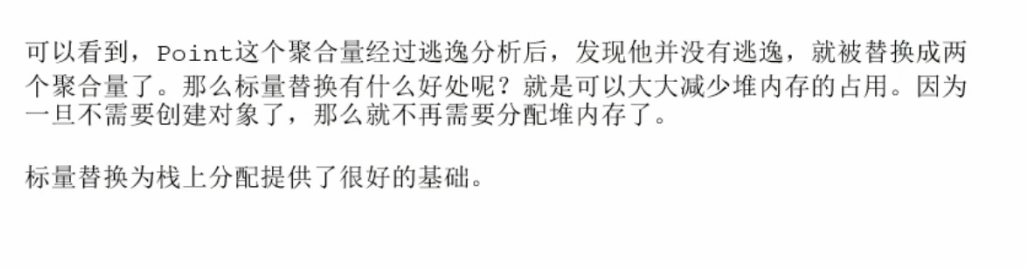 可以看到，Point这个聚合量经过逃逸分析后，发现他并没有逃逸，就被替换成两
个聚合量了。那么标量替换有什么好处呢？就是可以大大减少堆内存的占用。因为
一旦不需要创建对象了，那么就不再需要分配堆内存了。
标量替换为栈上分配提供了很好的基础。